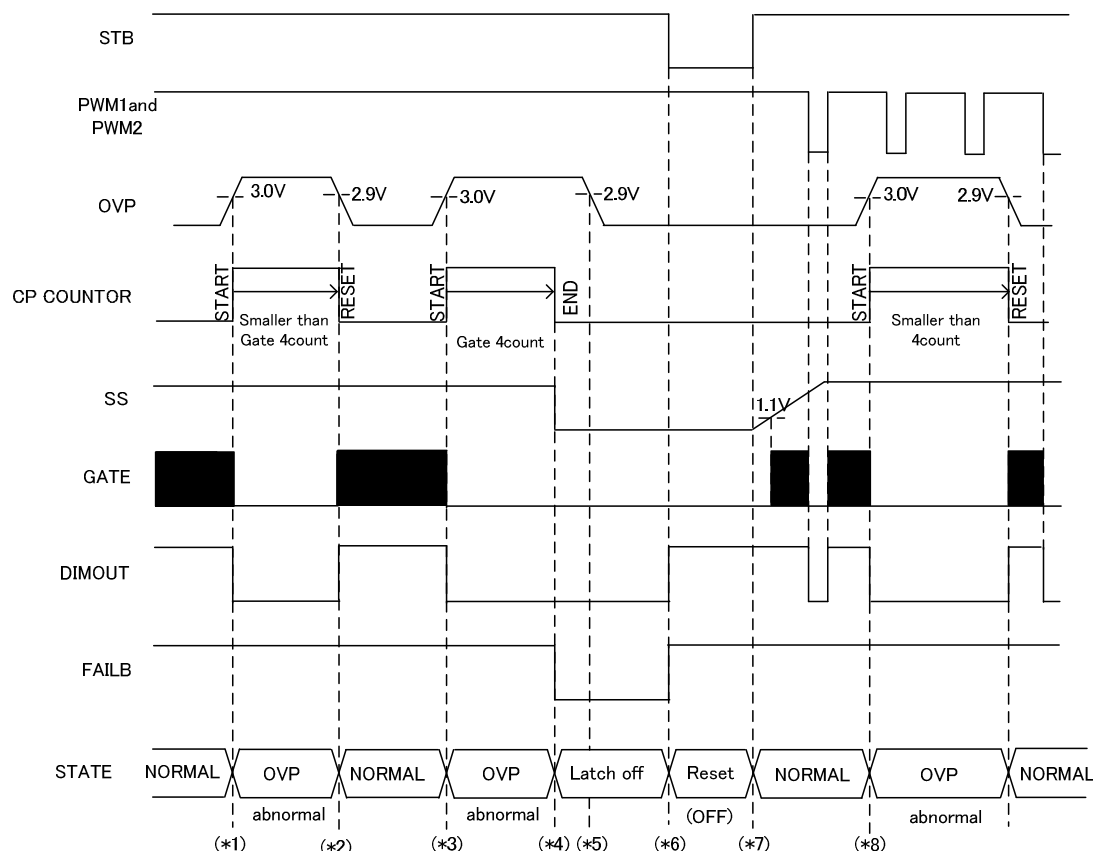 STB
PWM1and
PWM2
OVP
3.0V
2.9V
3.0V
2.9V
3.0V
2.9V
CP COUNTOR
START
RESET
START
END
START
RESET
Smaller than
Gate 4count
Gate 4count
Smaller than
4count
SS
1.1V
GATE
DIMOUT
FAILB
STATE
NORMAL
OVP
NORMAL
OVP
Latch off
Reset
NORMAL
OVP
NORMAL
abnormal
abnormal
(OFF)
abnormal
(*1)
(*2)
(*3)
(*4)
(*5)
(*6)
(*7)
(*8)